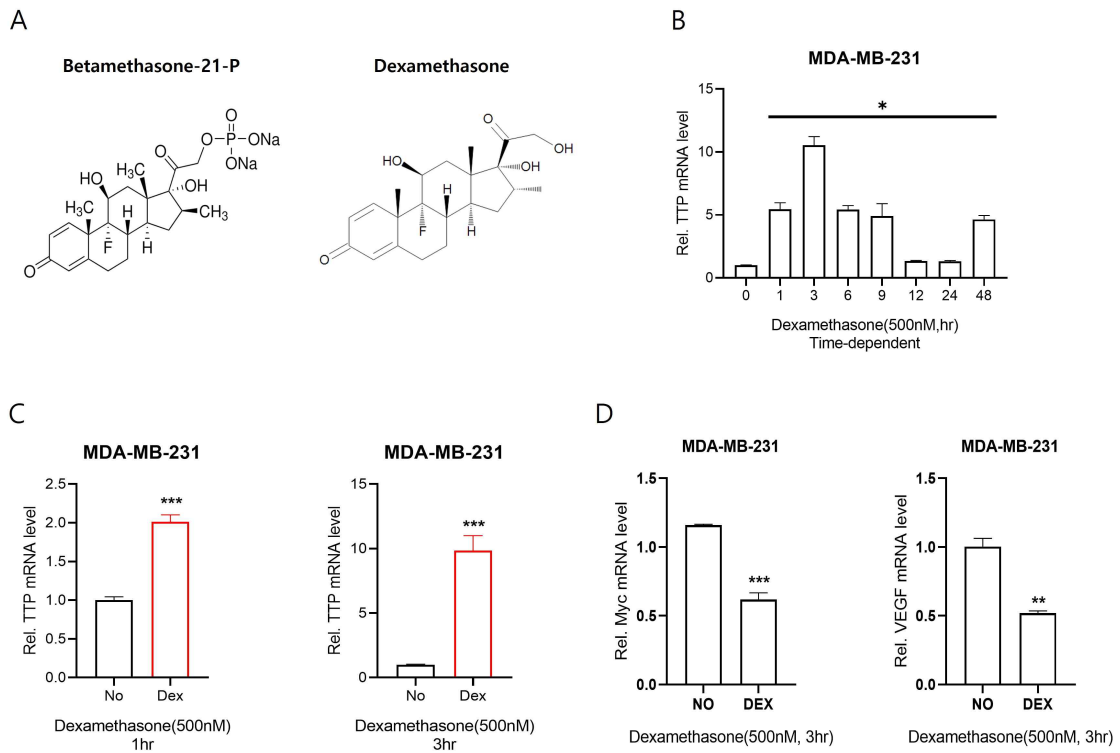 A
Betamethasone-21-P
O
O
O
P
ONa
ONa
H₃C
HO
OH
H₃C
CH₃
H
F
H
O
Dexamethasone
O
OH
HO
OH
H
F
H
O
B
MDA-MB-231
*
Rel. TTP mRNA level
15
10
5
0
0 1 3 6 9 12 24 48
Dexamethasone(500nM,hr)
Time-dependent
C
MDA-MB-231
Rel. TTP mRNA level
2.5
2.0
1.5
1.0
0.5
0.0
***
No Dex
Dexamethasone(500nM)
1hr
MDA-MB-231
Rel. TTP mRNA level
15
10
5
0
***
No Dex
Dexamethasone(500nM)
3hr
D
MDA-MB-231
Rel. Myc mRNA level
1.5
1.0
0.5
0.0
***
NO DEX
Dexamethasone(500nM, 3hr)
MDA-MB-231
Rel. VEGF mRNA level
1.5
1.0
0.5
0.0
**
NO DEX
Dexamethasone(500nM, 3hr)